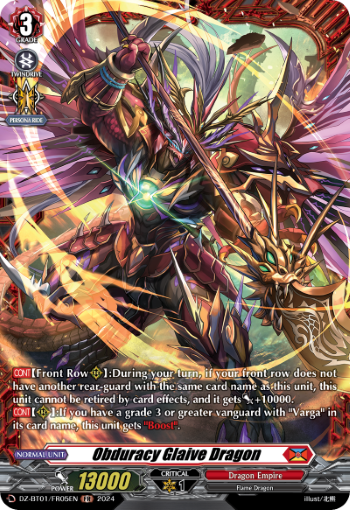 3
GRADE
TWINDRIVE
PERSONA RIDE
CONT【Front Row R】:During your turn, if your front row does not
have another rear-guard with the same card name as this unit, this
unit cannot be retired by card effects, and it gets +10000.
CONT【R】:If you have a grade 3 or greater vanguard with "Varga" in
its card name, this unit gets "Boost".
NORMAL UNIT
Obduracy Glaive Dragon
POWER 13000
CRITICAL
1
Dragon Empire
Flame Dragon
D DZ-BT01/FR05EN FR 2024
illust/北熊